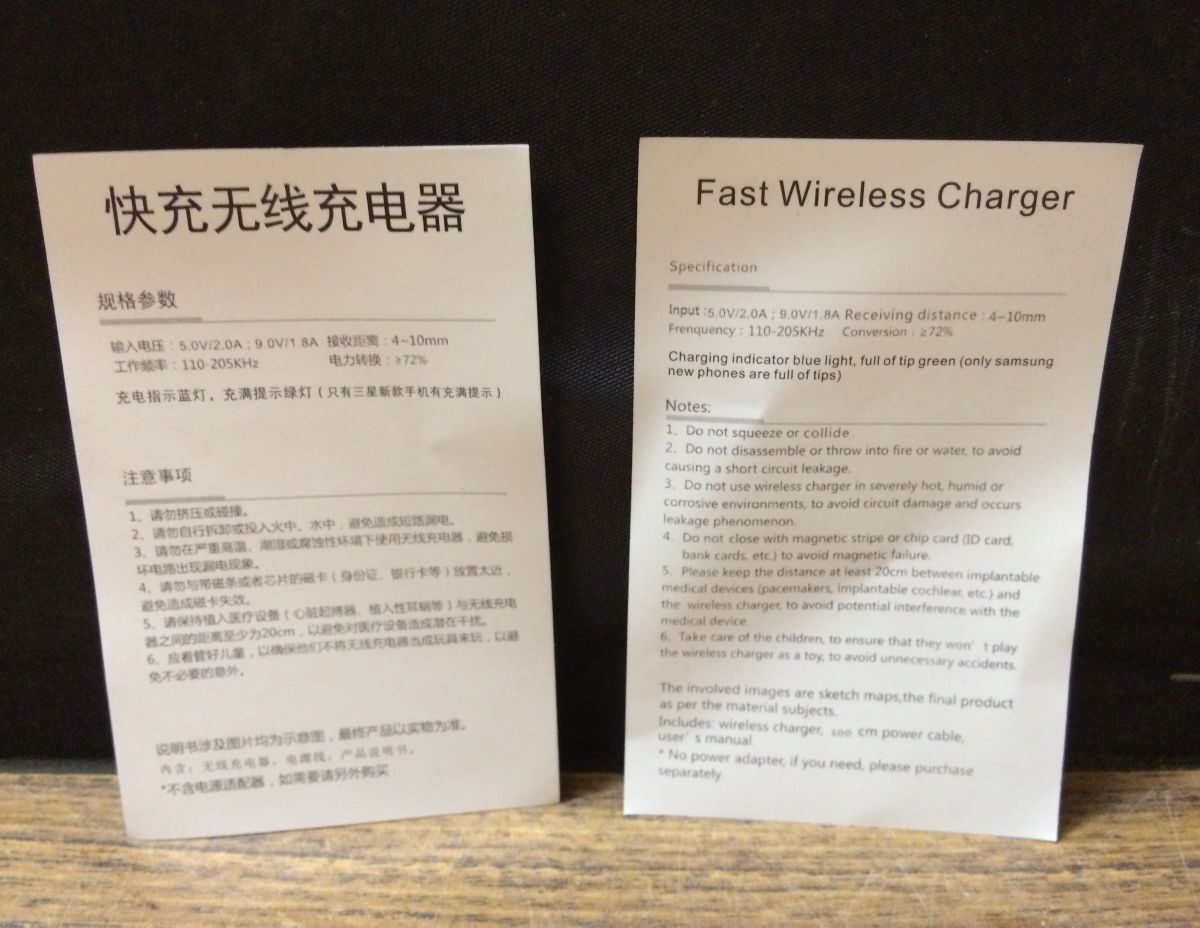 快充无线充电器
规格参数
输入电压：5.0V/2.0A；9.0V/1.8A 接收距离：4~10mm
工作频率：110-205KHz 电力转换：≥72%
充电指示蓝灯，充满提示绿灯（只有三星新款手机有充满提示）
注意事项
1、请勿挤压或碰撞。
2、请勿自行拆卸或投入火中、水中，避免造成短路漏电。
3、请勿在严重高温、潮湿或腐蚀性环境下使用无线充电器，避免损
坏电路出现漏电现象。
4、请勿与带磁条或者芯片的磁卡（身份证、银行卡等）放置太近，
避免造成磁卡失效。
5、请保持植入医疗设备（心脏起搏器、植入性耳蜗等）与无线充电
器之间的距离至少为20cm，以避免对医疗设备造成潜在干扰。
6、应看管好儿童，以确保他们不将无线充电器当成玩具来玩，以避
免不必要的意外。
说明书涉及图片均为示意图，最终产品以实物为准。
内含：无线充电器，电源线，产品说明书。
*不含电源适配器，如需要请另外购买
Fast Wireless Charger
Specification
Input :5.0V/2.0A ; 9.0V/1.8A Receiving distance : 4~10mm
Frenquency : 110-205KHz Conversion : ≥72%
Charging indicator blue light, full of tip green (only samsung
new phones are full of tips)
Notes:
1、Do not squeeze or collide.
2、Do not disassemble or throw into fire or water, to avoid
causing a short circuit leakage.
3、Do not use wireless charger in severely hot, humid or
corrosive environments, to avoid circuit damage and occurs
leakage phenomenon.
4、Do not close with magnetic stripe or chip card (ID card,
bank cards, etc.) to avoid magnetic failure.
5、Please keep the distance at least 20cm between implantable
medical devices (pacemakers, implantable cochlear, etc.) and
the wireless charger, to avoid potential interference with the
medical device.
6、Take care of the children, to ensure that they won't play
the wireless charger as a toy, to avoid unnecessary accidents.
The involved images are sketch maps,the final product
as per the material subjects.
Includes: wireless charger, 100 cm power cable,
user's manual.
* No power adapter, if you need, please purchase
separately.